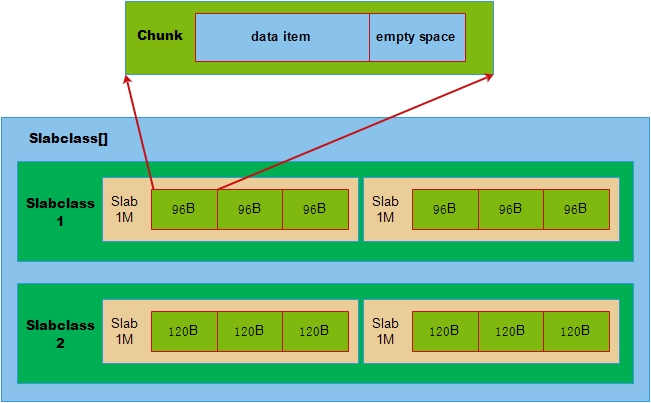 Chunk
data item
empty space
Slabclass[]
Slabclass
1
Slab
1M
96B
96B
96B
Slab
1M
96B
96B
96B
Slabclass
2
Slab
1M
120B
120B
120B
Slab
1M
120B
120B
120B